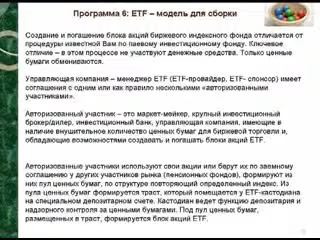 Программа 6: ETF – модель для сборки
Создание и погашение блока акций биржевого индексного фонда отличается от
процедуры известной Вам по паевому инвестиционному фонду. Ключевое
отличие – в этом процессе не участвуют денежные средства. Только ценные
бумаги обмениваются.
Управляющая компания – менеджер ETF (ETF-провайдер, ETF- спонсор) имеет
соглашения с одним или как правило несколькими «авторизованными
участниками».
Авторизованный участник – это маркет-мейкер, крупный инвестиционный
брокер/дилер, инвестиционный банк, управляющая компания, имеющие в
наличие внушительное количество ценных бумаг для биржевой торговли и,
обладающие возможностями создавать и погашать блоки акций ETF.
Авторизованные участники используют свои акции или берут их по заемному
соглашению у других участников рынка (пенсионных фондов), формируют из
них пул ценных бумаг, по структуре повторяющий определенный индекс. Из
пула ценных бумаг формируется траст, который помещается у ETF-кастодиана
на специальном депозитарном счете. Кастодиан ведет функцию депозитария и
надзорного контроля за ценными бумагами. Под пул ценных бумаг,
размещенных в траст, формируется блок акций ETF.